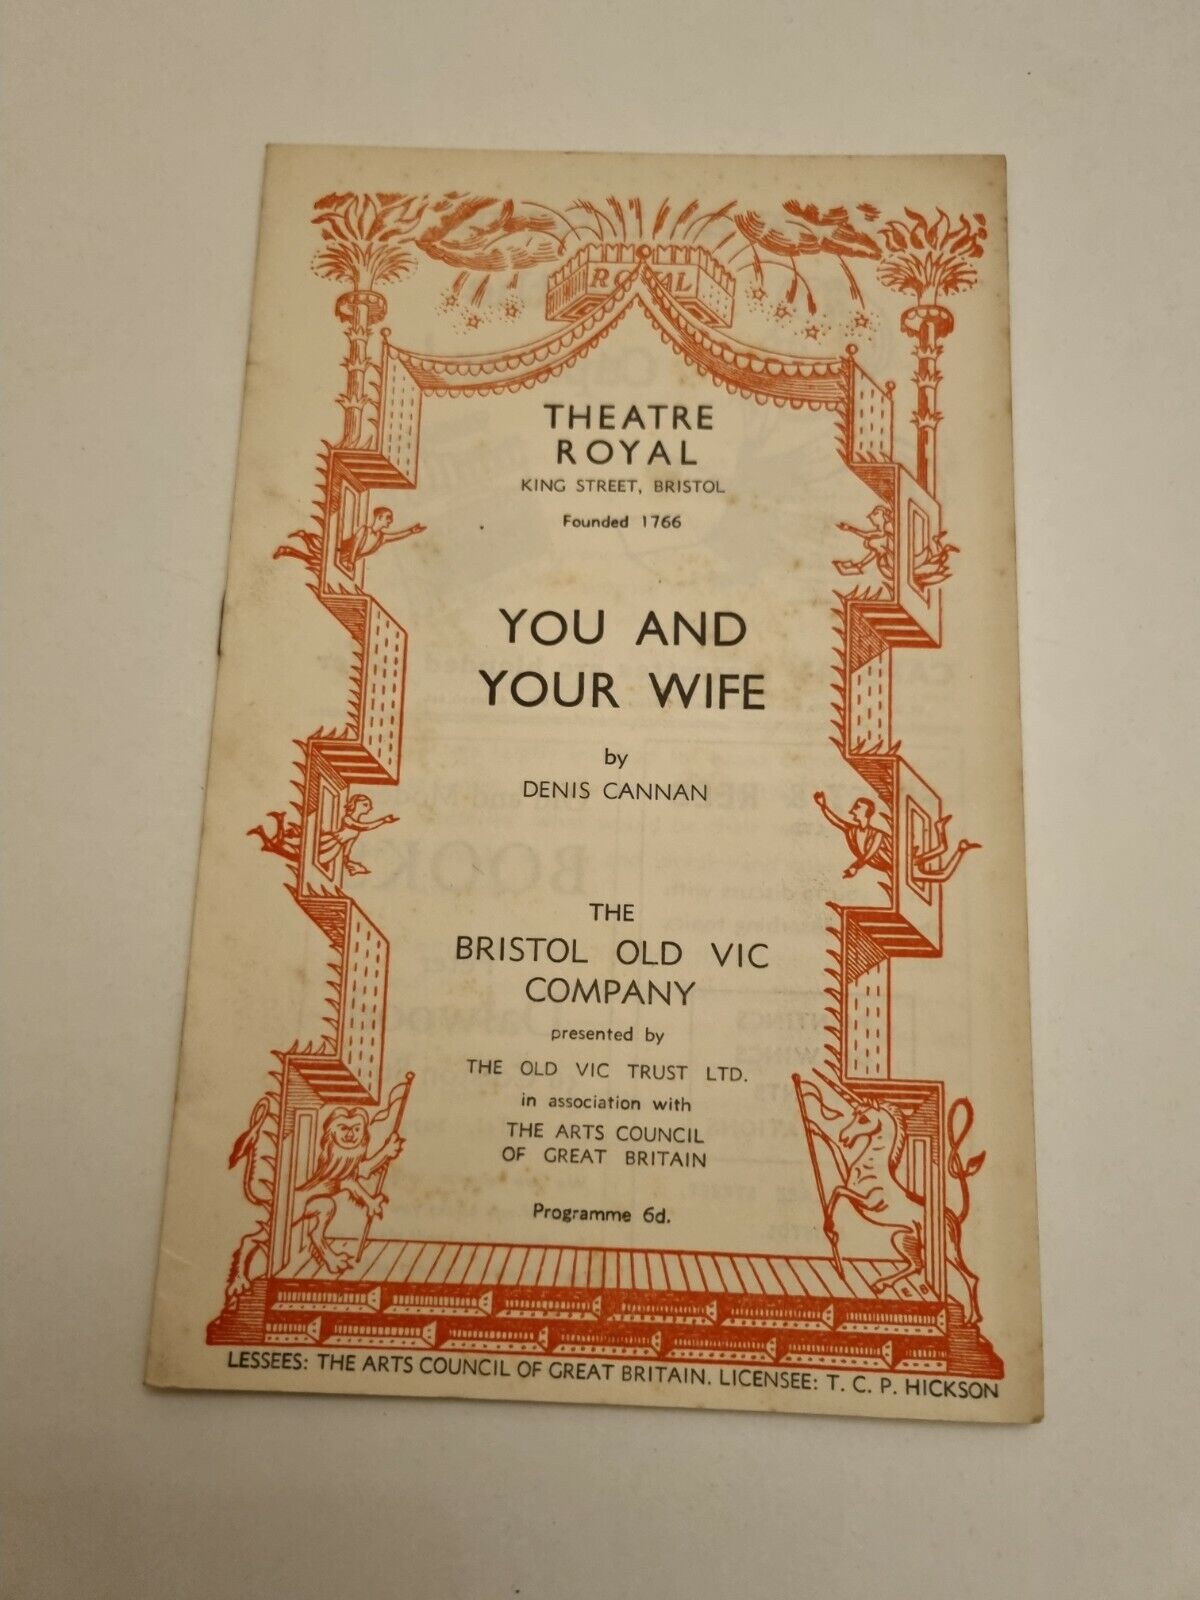 ROYAL
THEATRE
ROYAL
KING STREET, BRISTOL
Founded 1766
YOU AND
YOUR WIFE
by
DENIS CANNAN
THE
BRISTOL OLD VIC
COMPANY
presented by
THE OLD VIC TRUST LTD.
in association with
THE ARTS COUNCIL
OF GREAT BRITAIN
Programme 6d.
LESSEES: THE ARTS COUNCIL OF GREAT BRITAIN. LICENSEE: T. C. P. HICKSON